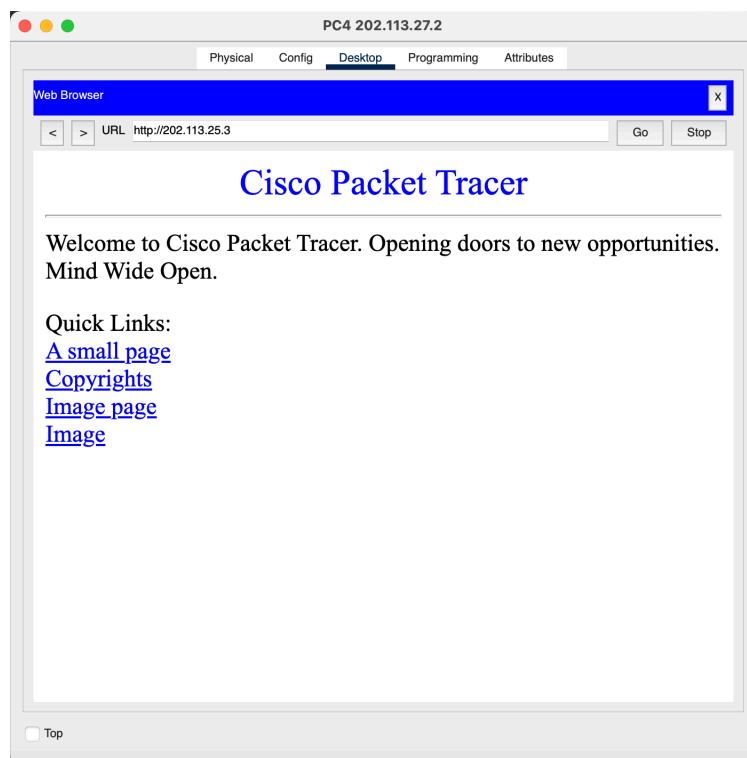 PC4 202.113.27.2
Physical Config Desktop Programming Attributes
Web Browser
X
< > URL http://202.113.25.3 Go Stop
Cisco Packet Tracer
Welcome to Cisco Packet Tracer. Opening doors to new opportunities.
Mind Wide Open.
Quick Links:
A small page
Copyrights
Image page
Image
Top